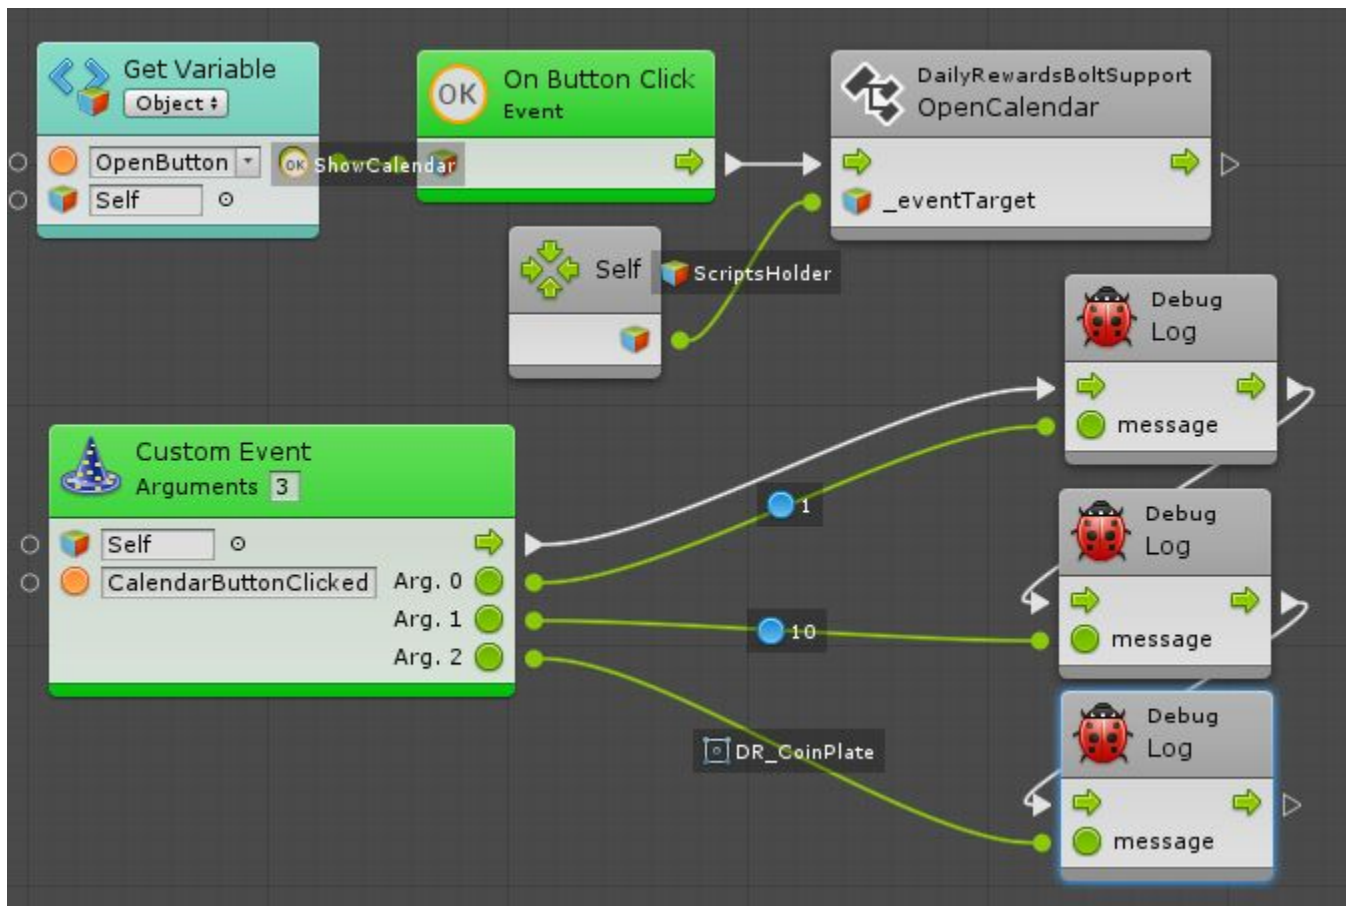 Get Variable
Object
OpenButton
Self
OK
ShowCalendar
OK
On Button Click
Event
DailyRewardsBoltSupport
OpenCalendar
_eventTarget
Self
ScriptsHolder
Debug
Log
message
Custom Event
Arguments 3
Self
CalendarButtonClicked Arg. 0
Arg. 1
Arg. 2
1
10
DR_CoinPlate
Debug
Log
message
Debug
Log
message